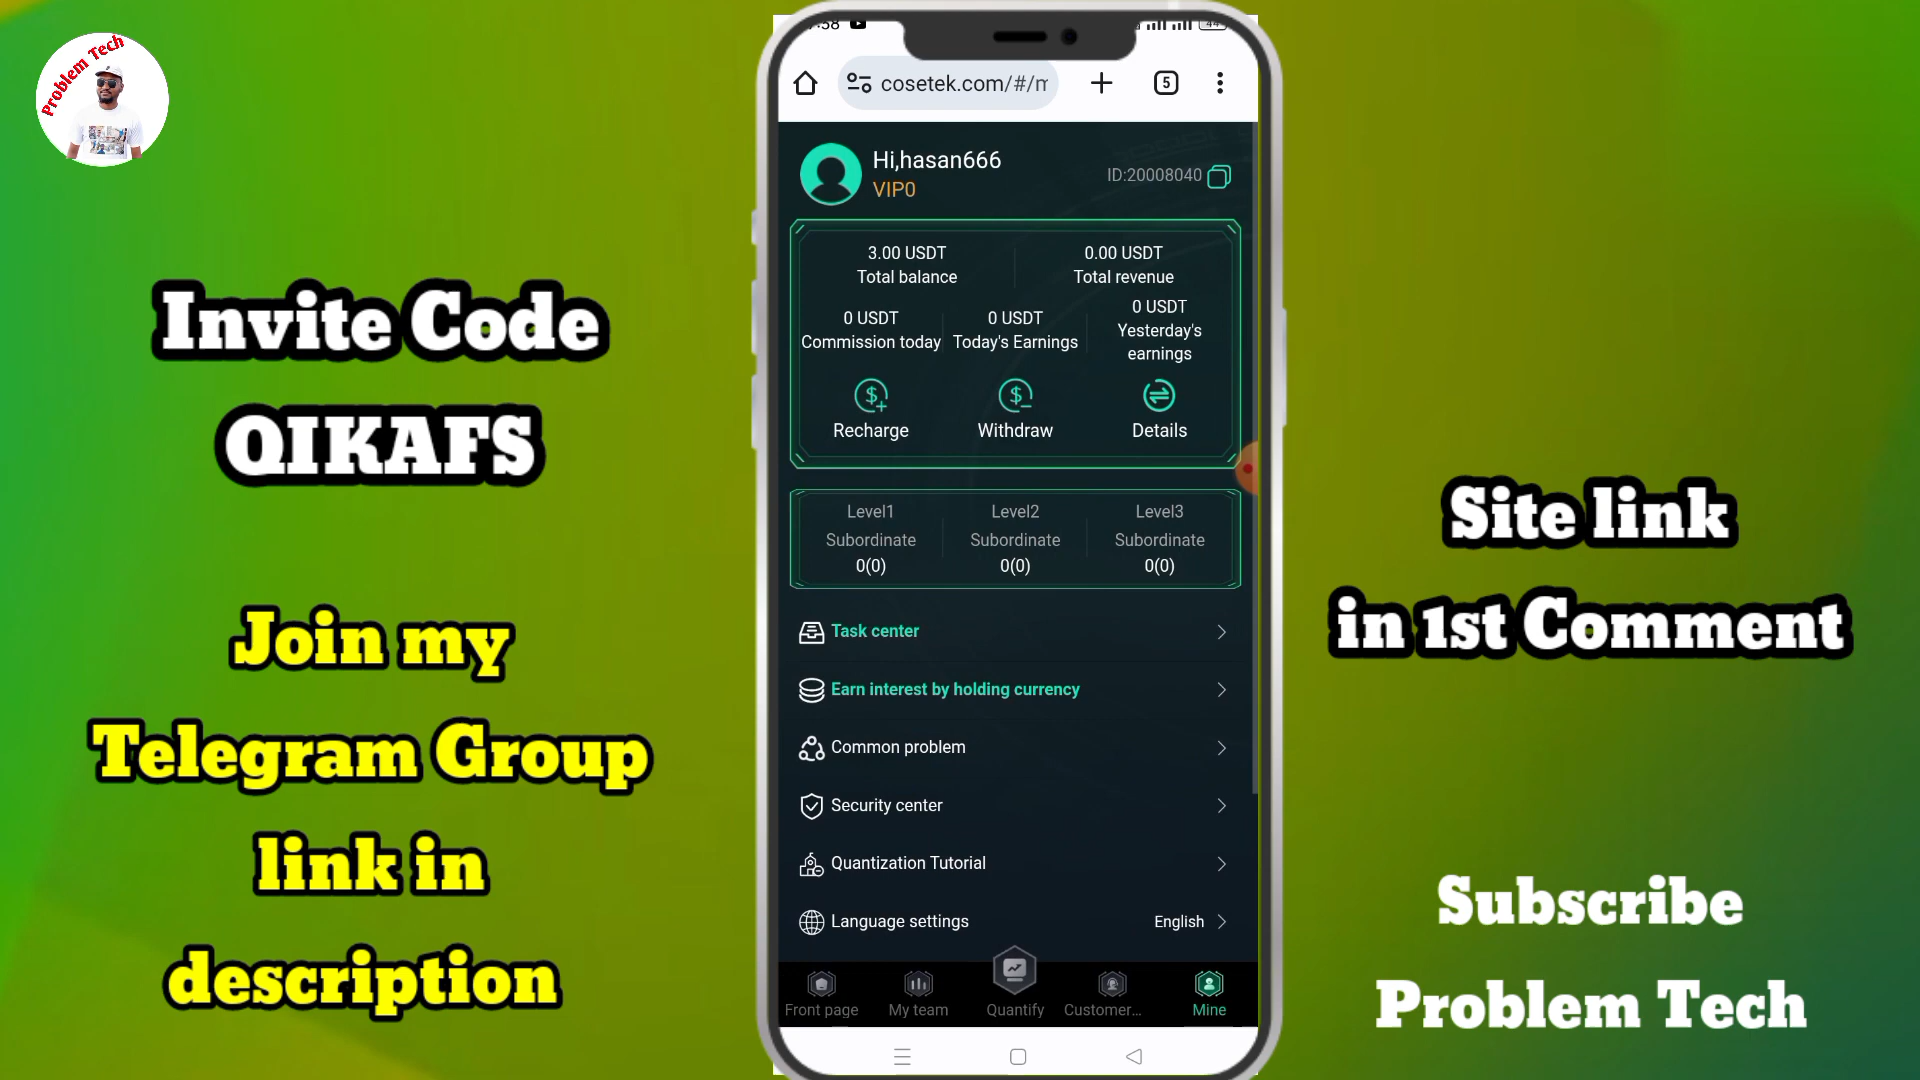 Problem Tech
Invite Code
QIKAFS
Join my
Telegram Group
link in
description
:58
44
cosetek.com/#/m
5
Hi,hasan666
VIP0
ID:20008040
3.00 USDT
Total balance
0.00 USDT
Total revenue
0 USDT
Commission today
0 USDT
Today's Earnings
0 USDT
Yesterday's
earnings
Recharge
Withdraw
Details
Level1
Subordinate
0(0)
Level2
Subordinate
0(0)
Level3
Subordinate
0(0)
Task center
Earn interest by holding currency
Common problem
Security center
Quantization Tutorial
Language settings
English
Front page
My team
Quantify
Customer...
Mine
Site link
in 1st Comment
Subscribe
Problem Tech